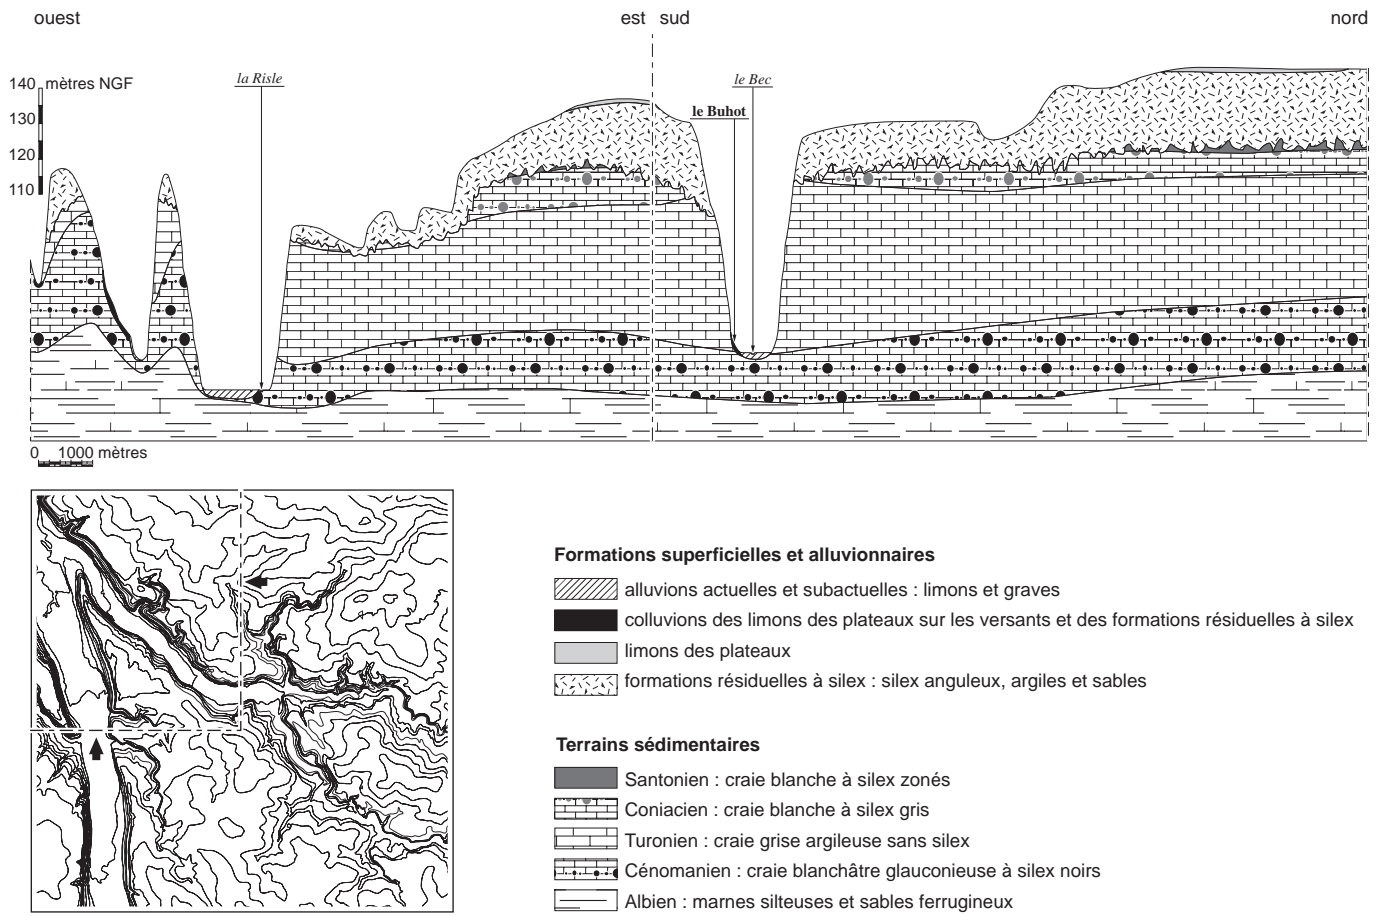 ouest
est
sud
nord
140 mètres NGF
130
120
110
la Risle
le Bec
le Buhot
0 1000 mètres
Formations superficielles et alluvionnaires
alluvions actuelles et subactuelles : limons et graves
colluvions des limons des plateaux sur les versants et des formations résiduelles à silex
limons des plateaux
formations résiduelles à silex : silex anguleux, argiles et sables
Terrains sédimentaires
Santonien : craie blanche à silex zonés
Coniacien : craie blanche à silex gris
Turonien : craie grise argileuse sans silex
Cénomanien : craie blanchâtre glauconieuse à silex noirs
Albien : marnes silteuses et sables ferrugineux